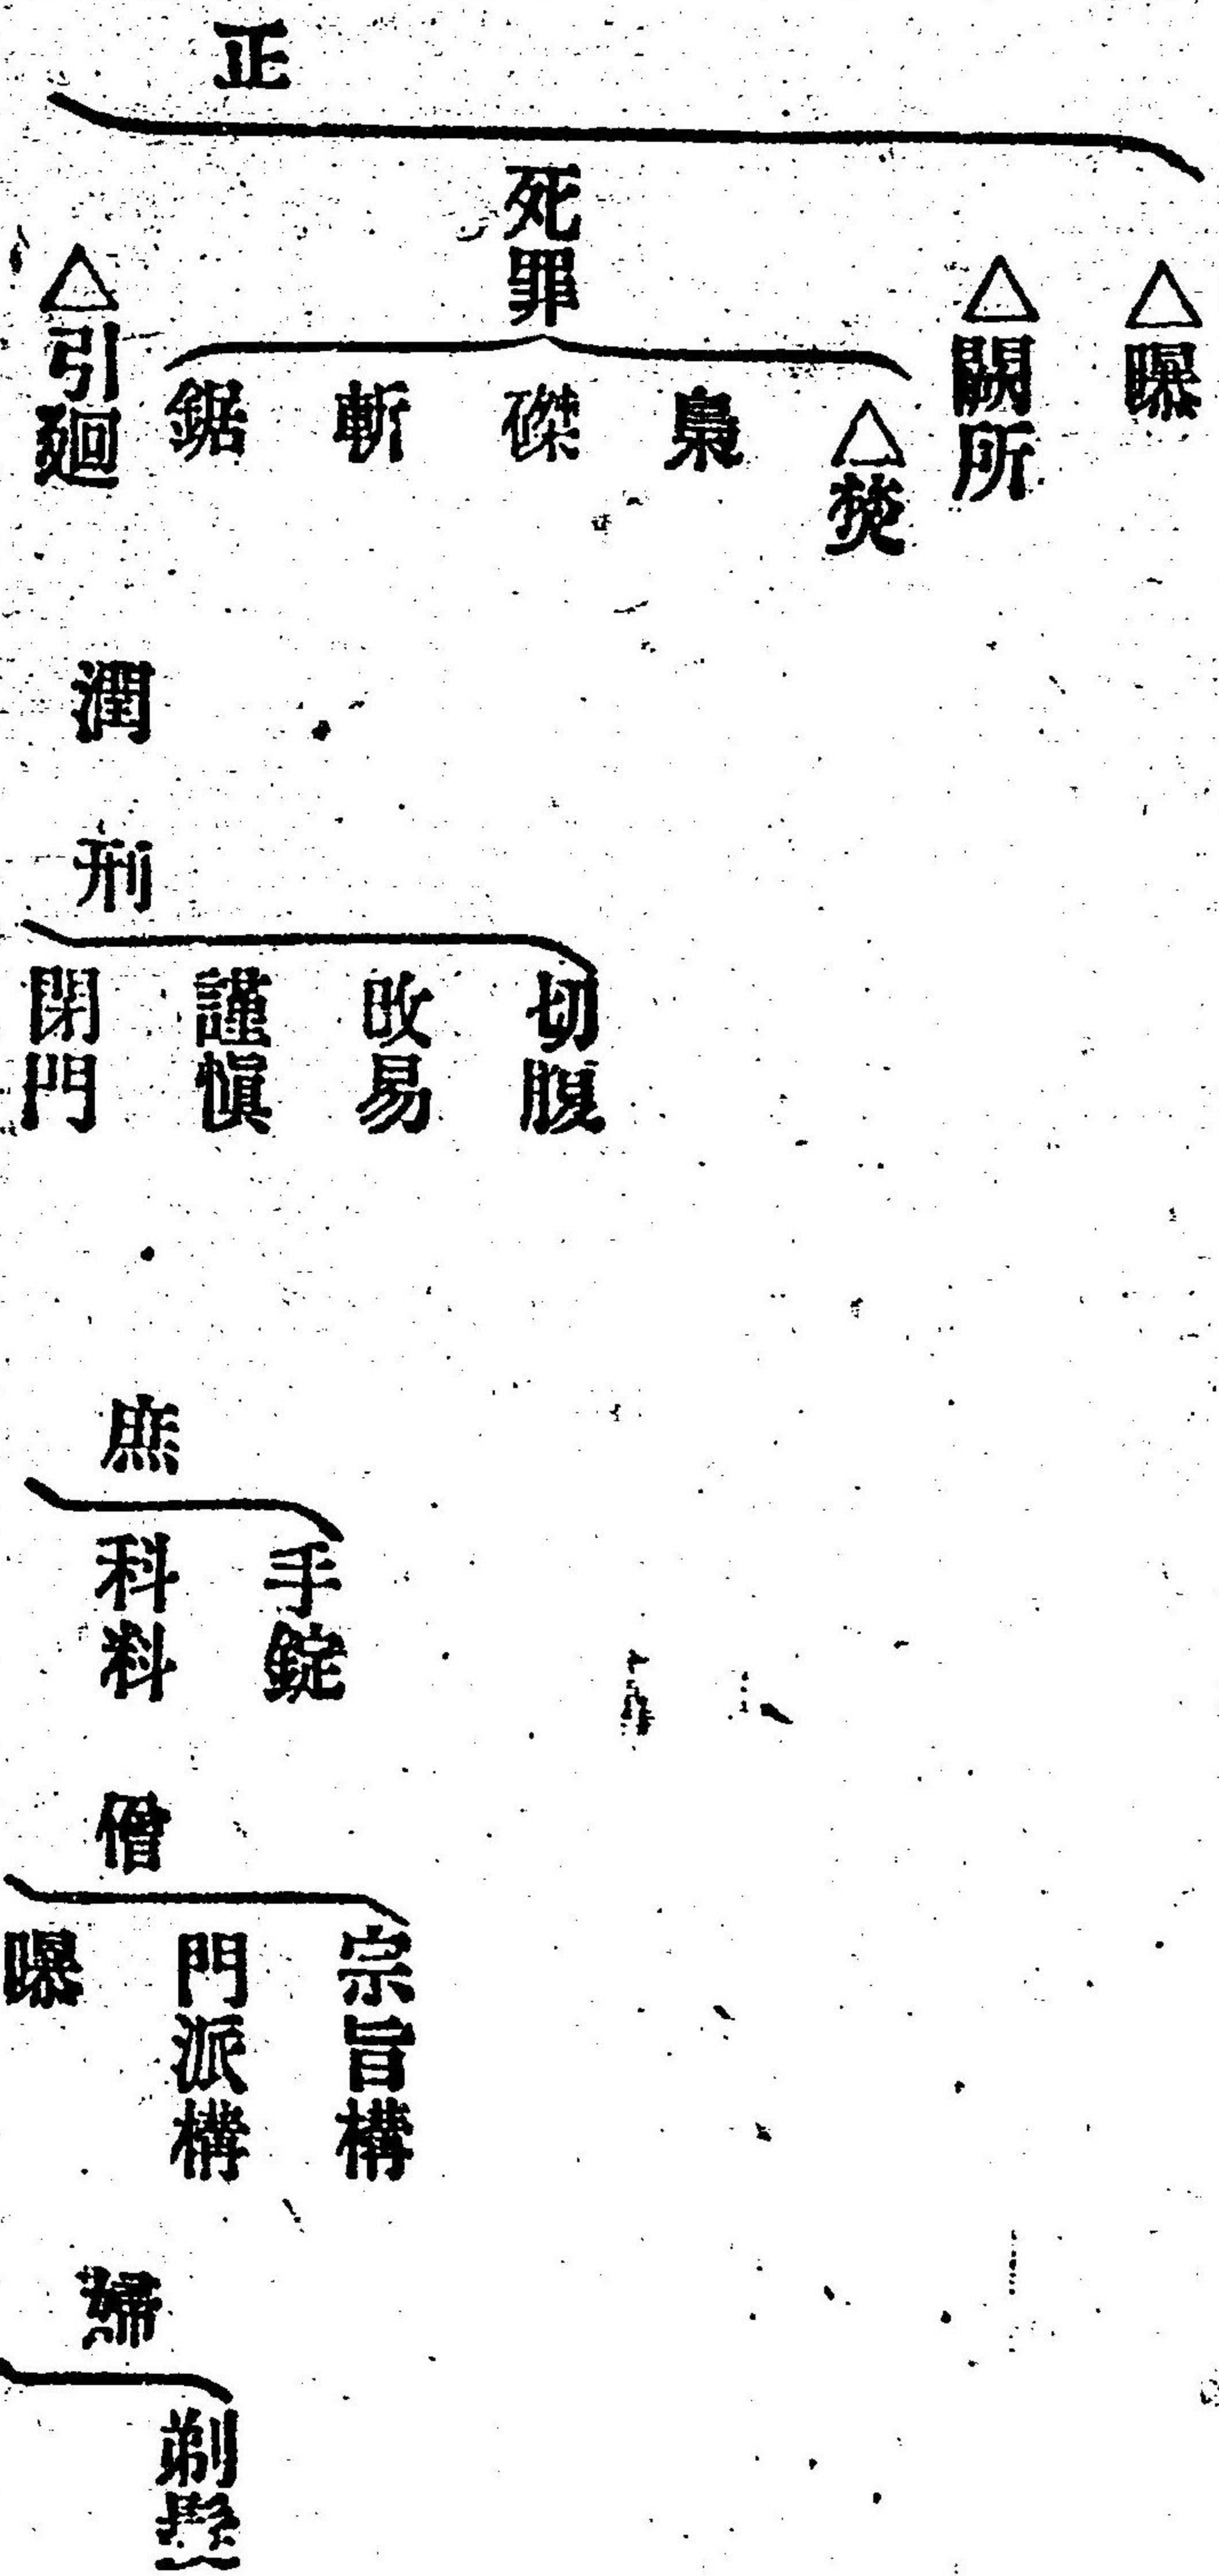 正
△曝
△闕所
死罪
△焚
梟
磔
斬
鋸
△引廻
潤刑
切腹
改易
謹愼
閉門
庶
手錠
科料
僧
宗旨構
門派構
曝
婦
剃髮